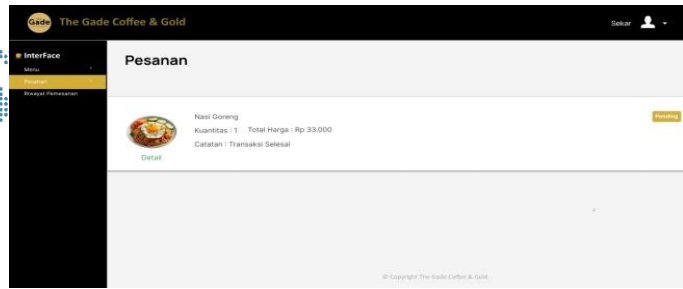 Gade The Gade Coffee & Gold
Sekar
InterFace
Menu
Pesanan
Riwayat Pemesanan
Pesanan
Nasi Goreng
Kuantitas : 1 Total Harga : Rp 33.000
Catatan : Transaksi Selesai
Detail
Pending
© Copyright The Gade Coffee & Gold